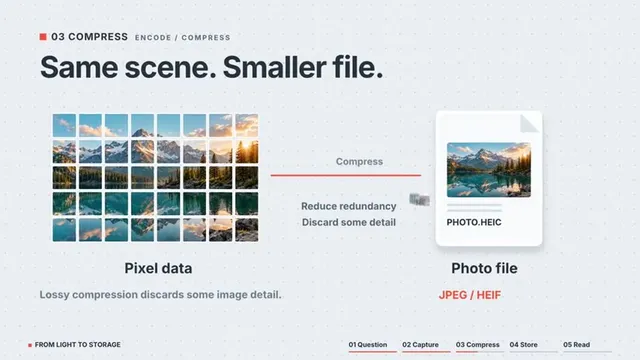 03 COMPRESS ENCODE / COMPRESS
Same scene. Smaller file.
Compress
Reduce redundancy
Discard some detail
PHOTO.HEIC
Pixel data
Photo file
Lossy compression discards some image detail.
JPEG / HEIF
FROM LIGHT TO STORAGE
01 Question 02 Capture 03 Compress 04 Store 05 Read